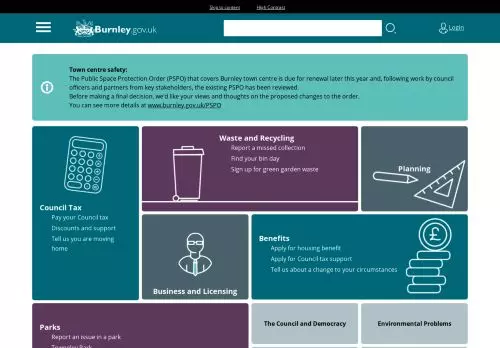 Skip to content
High Contrast
Burnley.gov.uk
Login
Town centre safety:
The Public Space Protection Order (PSPO) that covers Burnley town centre is due for renewal later this year and, following work by council
officers and partners from key stakeholders, the existing PSPO has been reviewed.
Before making a final decision, we'd like your views and thoughts on the proposed changes to the order.
You can see more details at www.burnley.gov.uk/PSPO
Council Tax
Pay your Council tax
Discounts and support
Tell us you are moving
home
Waste and Recycling
Report a missed collection
Find your bin day
Sign up for green garden waste
Planning
Business and Licensing
Benefits
Apply for housing benefit
Apply for Council tax support
Tell us about a change to your circumstances
£
Parks
Report an issue in a park
Towneley Park
The Council and Democracy
Environmental Problems